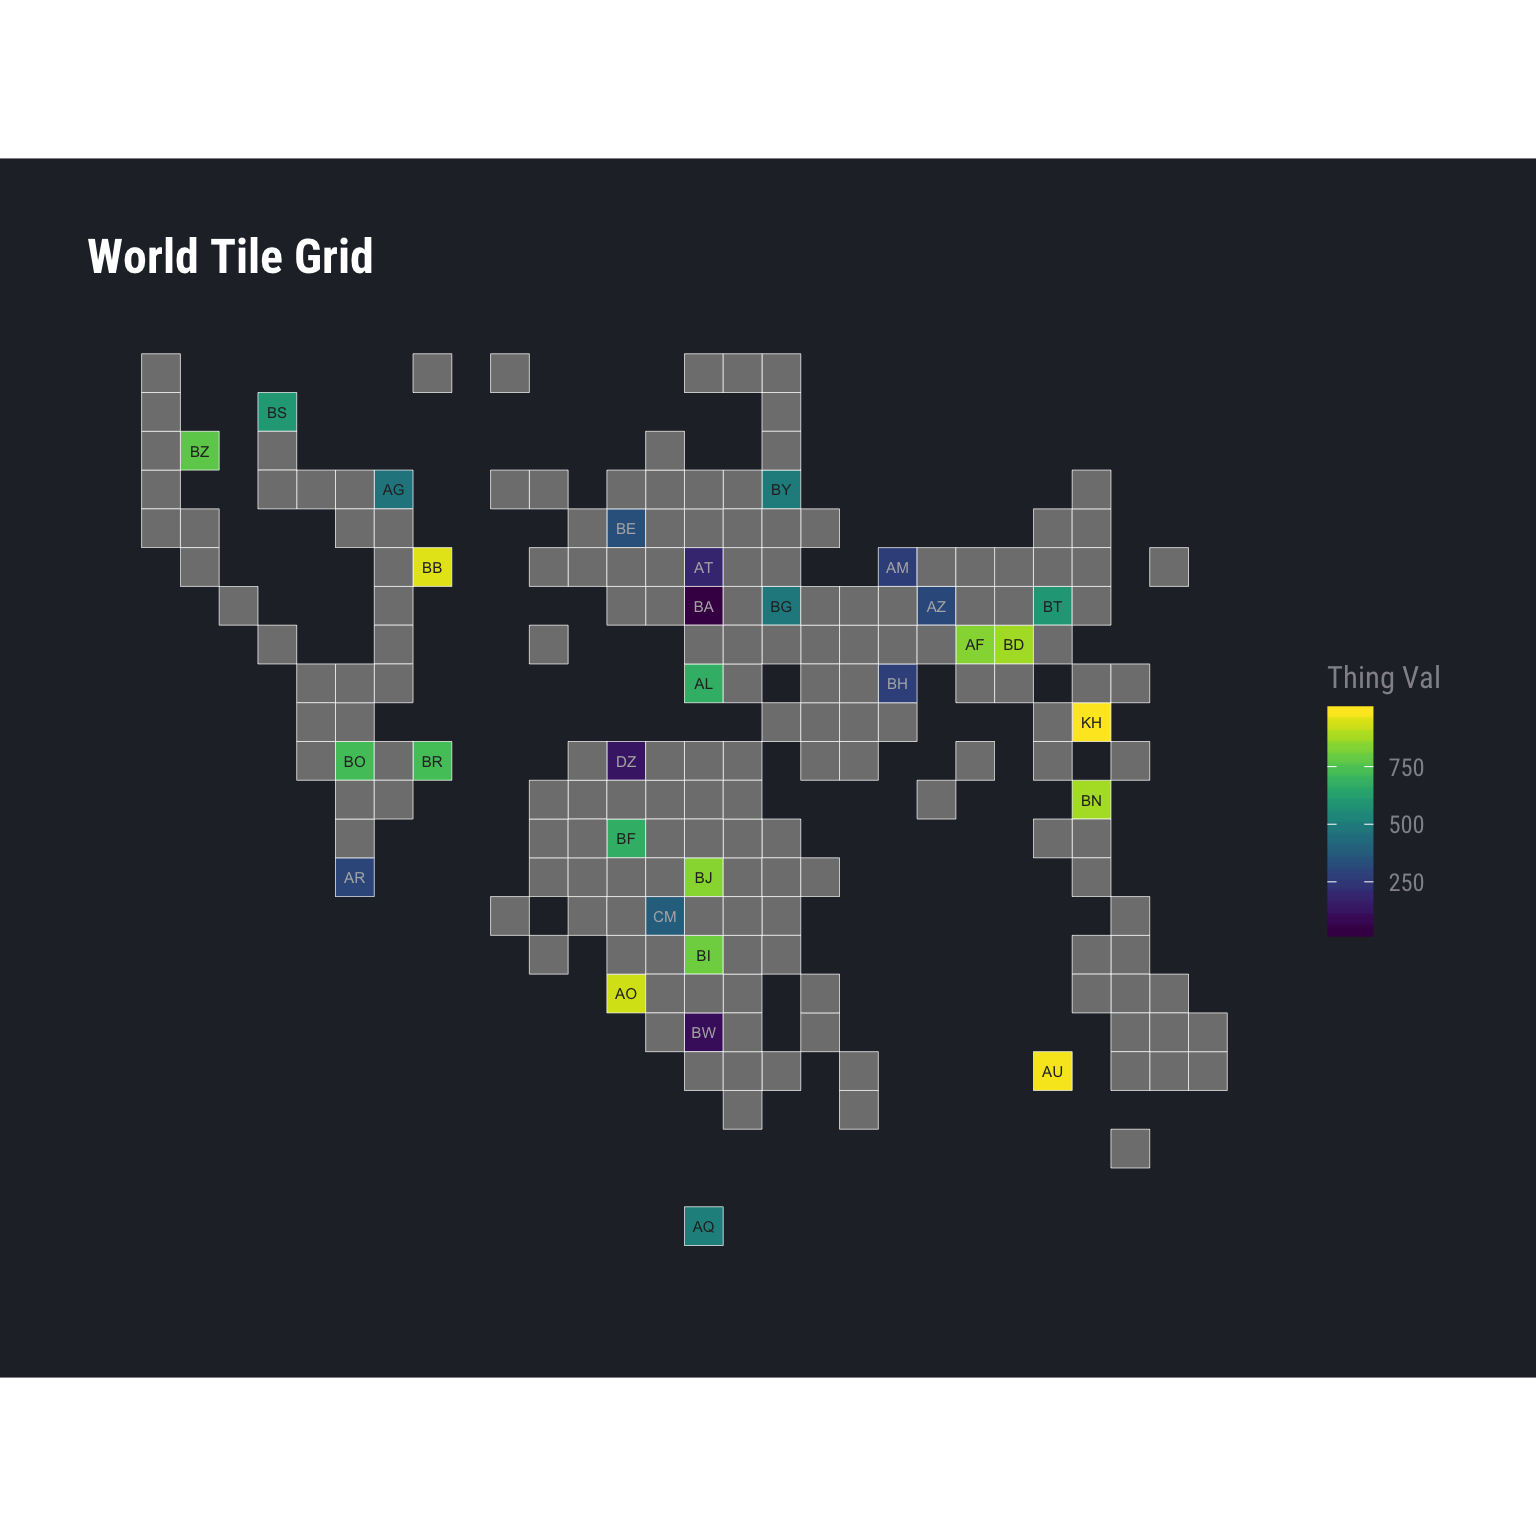 World Tile Grid
BS
BZ
AG BY
BE
BB AT AM
BA BG AZ BT
AF BD
AL BH
KH
BO BR DZ
BN
BF
AR BJ
CM
BI
AO
BW
AU
AQ
Thing Val
750
500
250